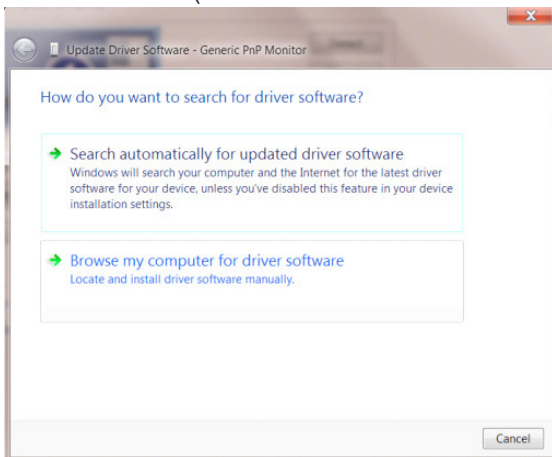 (
Update Driver Software - Generic PnP Monitor
How do you want to search for driver software?
Search automatically for updated driver software
Windows will search your computer and the Internet for the latest driver
software for your device, unless you've disabled this feature in your device
installation settings.
Browse my computer for driver software
Locate and install driver software manually.
Cancel